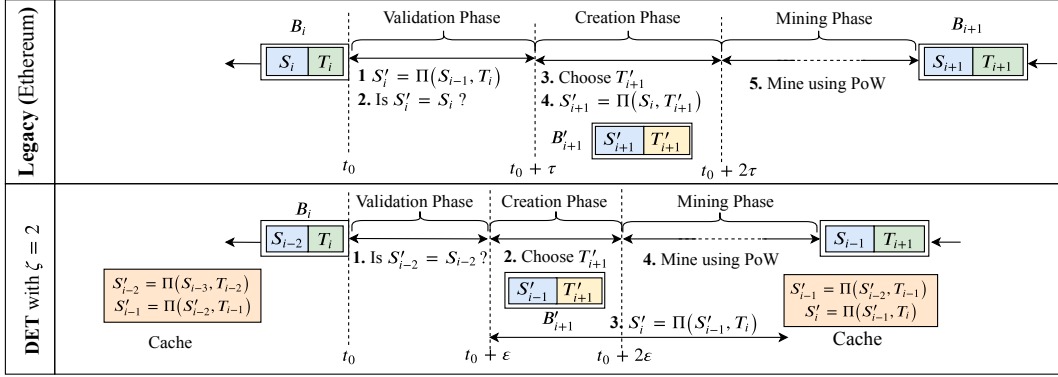 Legacy (Ethereum)
B_i
Validation Phase
Creation Phase
Mining Phase
B_{i+1}
S_i T_i
S_{i+1} T_{i+1}
1 S'_i = Π(S_{i-1}, T_i)
2. Is S'_i = S_i ?
3. Choose T'_{i+1}
4. S'_{i+1} = Π(S_i, T'_{i+1})
5. Mine using PoW
B'_{i+1} S'_{i+1} T'_{i+1}
t_0
t_0 + τ
t_0 + 2τ
DET with ζ = 2
B_i
Validation Phase
Creation Phase
Mining Phase
S_{i-2} T_i
S_{i-1} T_{i+1}
1. Is S'_{i-2} = S_{i-2} ?
2. Choose T'_{i+1}
4. Mine using PoW
S'_{i-2} = Π(S_{i-3}, T_{i-2})
S'_{i-1} = Π(S'_{i-2}, T_{i-1})
Cache
S'_{i-1} T'_{i+1}
B'_{i+1}
3. S'_i = Π(S'_{i-1}, T_i)
S'_{i-1} = Π(S'_{i-2}, T_{i-1})
S'_i = Π(S'_{i-1}, T_i)
Cache
t_0
t_0 + ε
t_0 + 2ε